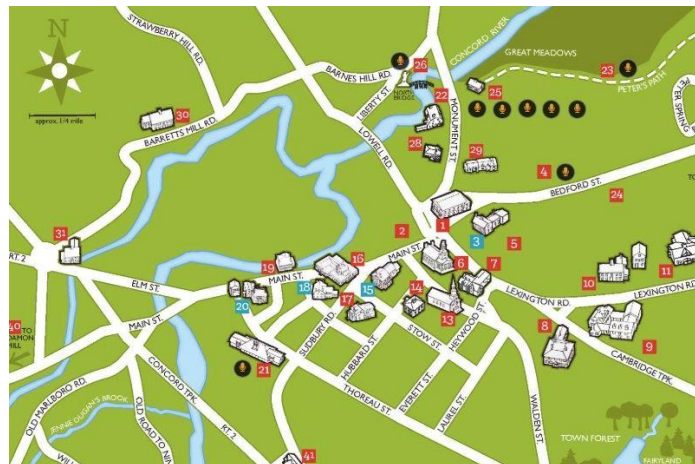 STRAWBERRY HILL RD.
N
CONCORD RIVER
GREAT MEADOWS
BARNES HILL RD.
26
23
NORTH
BRIDGE
PETER'S PATH
25
LIBERTY ST.
22
MONUMENT ST.
PETER SPRING
approx. 1/4 mile
30
BARRETTS HILL RD.
LOWELL RD.
28
29
4
BEDFORD ST.
24
1
2
3
5
31
RT. 2
MAIN ST.
16
6
7
19
MAIN ST.
10
11
ELM ST.
18
15
LEXINGTON RD.
LEXINGTON RD.
20
17
14
13
HEYWOOD ST.
8
9
40
MAIN ST.
SUDBURY RD.
STOW ST.
CAMBRIDGE TPK.
21
HUBBARD ST.
OLD MARLBORO RD.
CONCORD TPK.
THOREAU ST.
EVERETT ST.
LAUREL ST.
WALDEN ST.
JENNIE DUGAN'S BROOK
OLD ROAD TO NIN
RT. 2
41
TOWN FOREST
FAIRYLAND